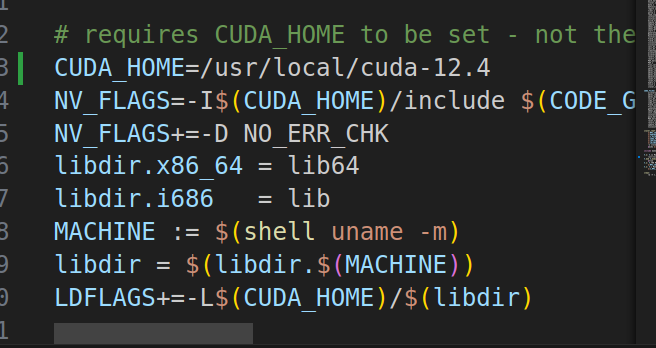 2 # requires CUDA_HOME to be set - not the
3 CUDA_HOME=/usr/local/cuda-12.4
4 NV_FLAGS=-I$(CUDA_HOME)/include $(CODE_G
5 NV_FLAGS+=-D NO_ERR_CHK
6 libdir.x86_64 = lib64
7 libdir.i686   = lib
8 MACHINE := $(shell uname -m)
9 libdir = $(libdir.$(MACHINE))
0 LDFLAGS+=-L$(CUDA_HOME)/$(libdir)
1